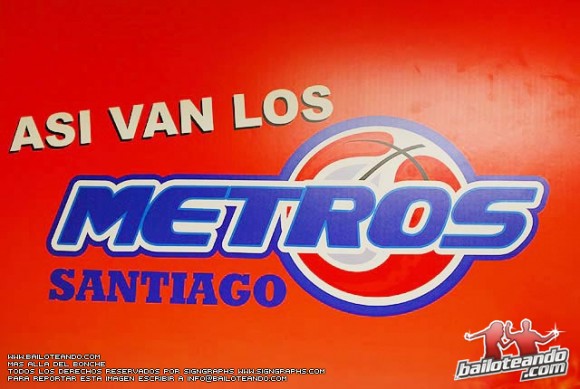 ASI VAN LOS
METROS
SANTIAGO
WWW.BAILOTEANDO.COM
MAS ALLA DEL BONCHE
TODOS LOS DERECHOS RESERVADOS POR SIGNGRAPHS WWW.SIGNGRAPHS.COM
PARA REPORTAR ESTA IMAGEN ESCRIBIR A INFO@BAILOTEANDO.COM
bailoteando
.com